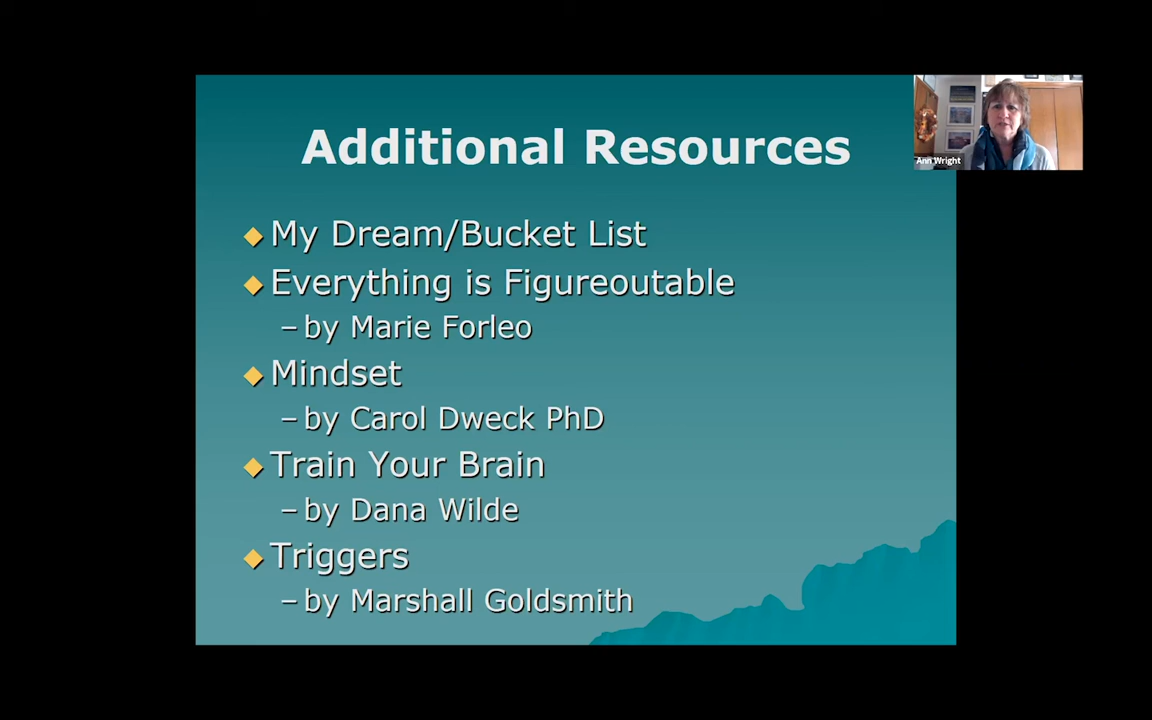 Additional Resources
Ann Wright
My Dream/Bucket List
Everything is Figureoutable
–by Marie Forleo
Mindset
–by Carol Dweck PhD
Train Your Brain
–by Dana Wilde
Triggers
–by Marshall Goldsmith